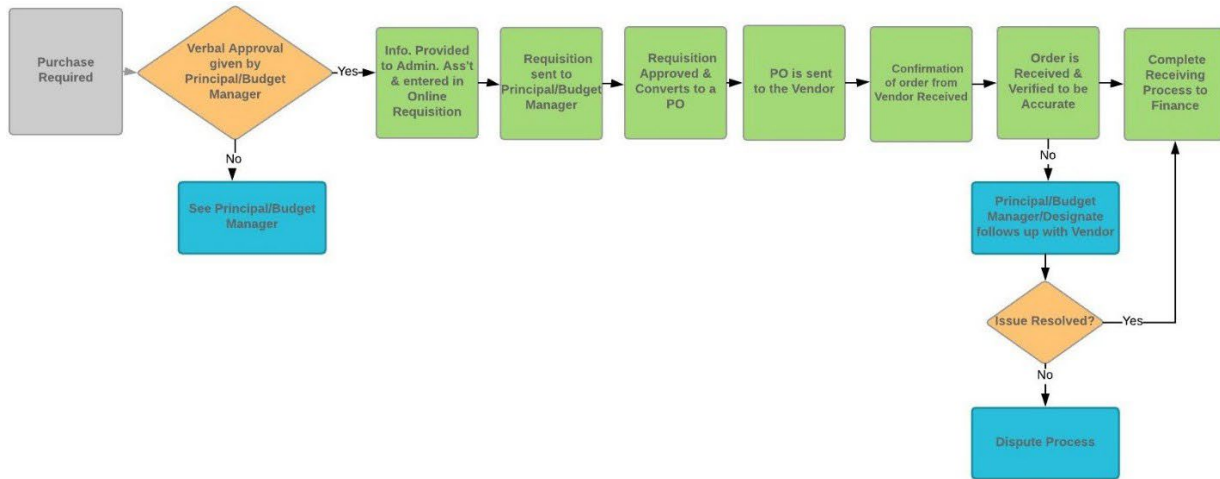 Purchase
Required
Verbal Approval
given by
Principal/Budget
Manager
Yes
Info. Provided
to Admin. Ass't
& entered in
Online
Requisition
Requisition
sent to
Principal/Budget
Manager
Requisition
Approved &
Converts to a
PO
PO is sent
to the Vendor
Confirmation
of order from
Vendor Received
Order is
Received &
Verified to be
Accurate
Complete
Receiving
Process to
Finance
No
See Principal/Budget
Manager
No
Principal/Budget
Manager/Designate
follows up with Vendor
Issue Resolved?
Yes
No
Dispute Process